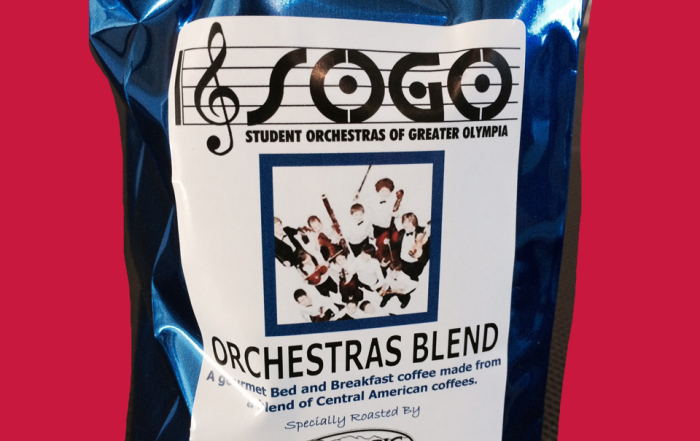 SOGO
STUDENT ORCHESTRAS OF GREATER OLYMPIA
ORCHESTRAS BLEND
A gourmet Bed and Breakfast coffee made from
a blend of Central American coffees.
Specially Roasted By